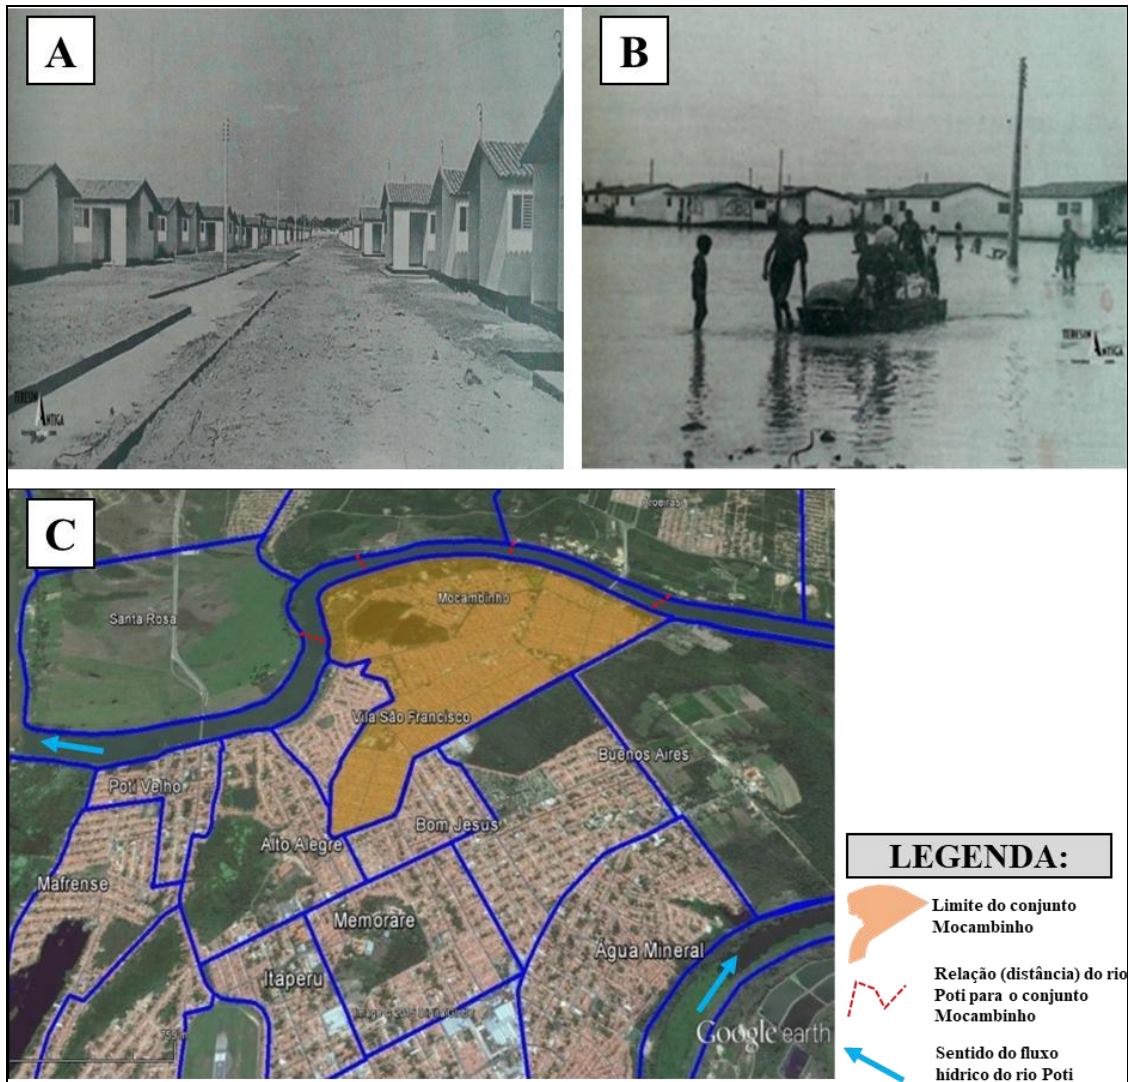 A
B
TERESIN
ANTIGA
TERESIN
ANTIGA
C
Mocambinho
Santa Rosa
Vila São Francisco
Buenos Aires
Poti Velho
Bom Jesus
Alto Alegre
Mafrense
Memorare
Água Mineral
Itaperu
Google earth
LEGENDA:
Limite do conjunto
Mocambinho
Relação (distância) do rio
Poti para o conjunto
Mocambinho
Sentido do fluxo
hídrico do rio Poti